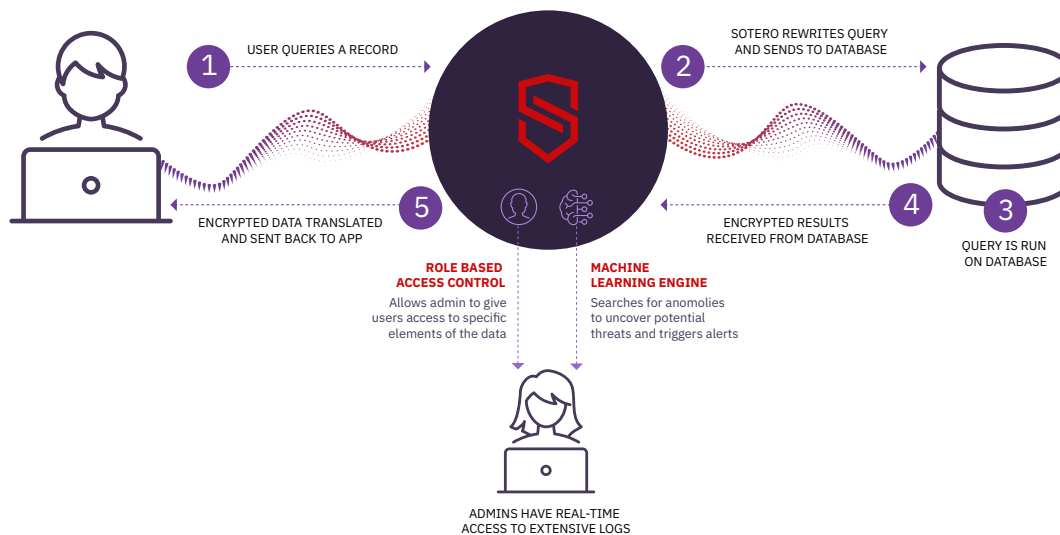 1
USER QUERIES A RECORD
2
SOTERO REWRITES QUERY
AND SENDS TO DATABASE
3
QUERY IS RUN
ON DATABASE
4
ENCRYPTED RESULTS
RECEIVED FROM DATABASE
5
ENCRYPTED DATA TRANSLATED
AND SENT BACK TO APP
ROLE BASED
ACCESS CONTROL
Allows admin to give
users access to specific
elements of the data
MACHINE
LEARNING ENGINE
Searches for anomolies
to uncover potential
threats and triggers alerts
ADMINS HAVE REAL-TIME
ACCESS TO EXTENSIVE LOGS